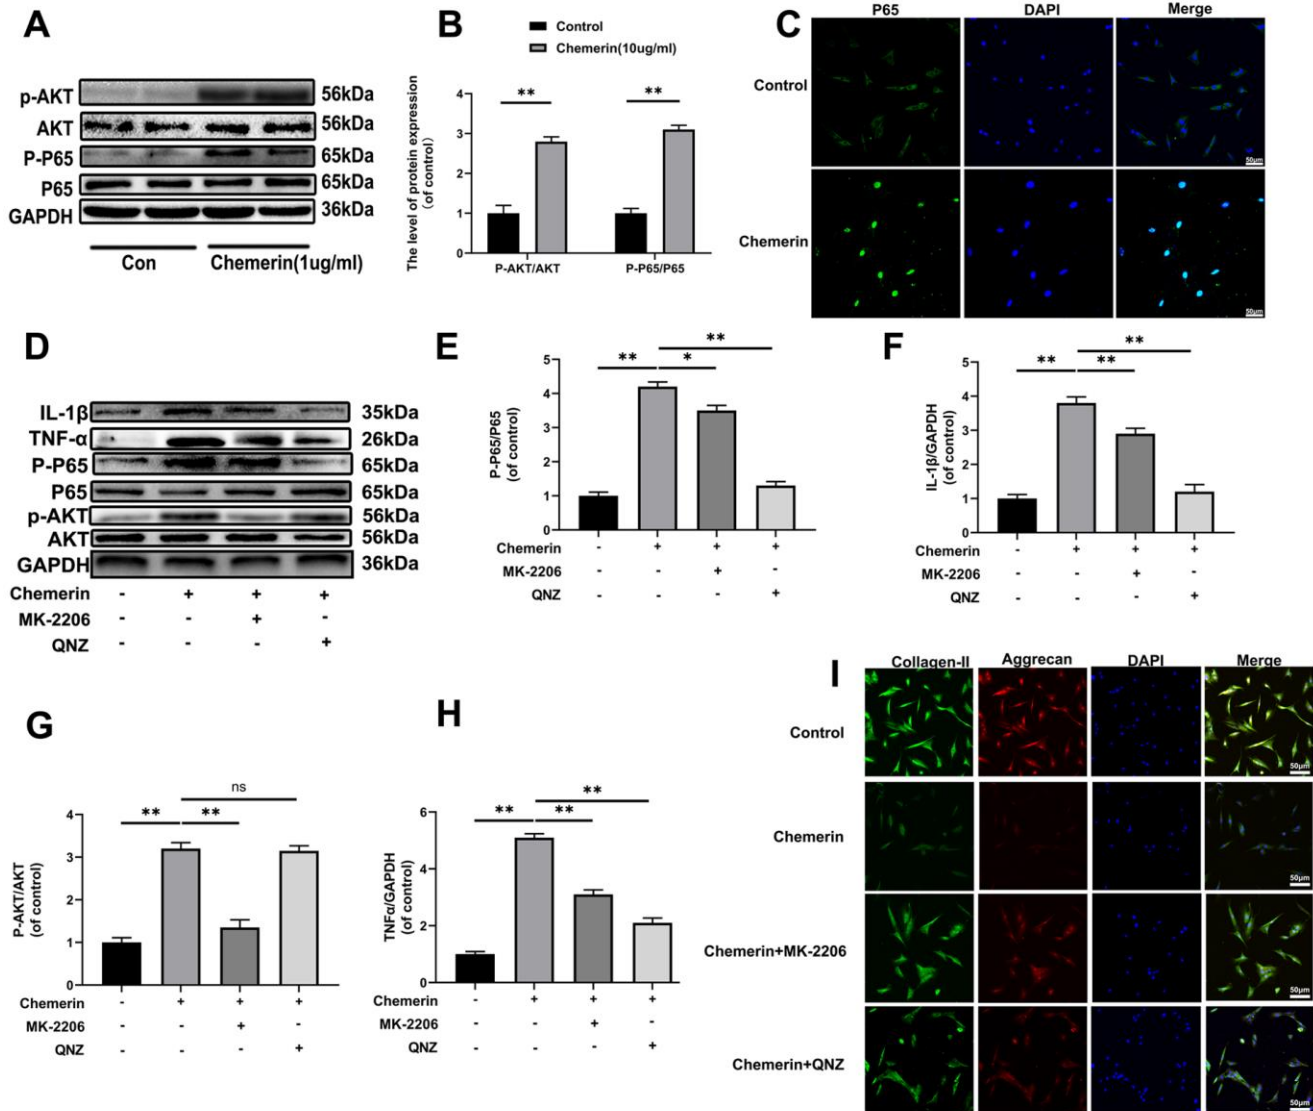 A
p-AKT 56kDa
AKT 56kDa
P-P65 65kDa
P65 65kDa
GAPDH 36kDa
Con Chemerin(1ug/ml)
B
Control
Chemerin(10ug/ml)
The level of protein expression
(of control)
4
3
2
1
0
** **
P-AKT/AKT P-P65/P65
C
P65 DAPI Merge
Control
50μm
Chemerin
50μm
D
IL-1β 35kDa
TNF-α 26kDa
P-P65 65kDa
P65 65kDa
p-AKT 56kDa
AKT 56kDa
GAPDH 36kDa
Chemerin - + + +
MK-2206 - - + -
QNZ - - - +
E
P-P65/P65
(of control)
5
4
3
2
1
0
**
** *
Chemerin - + + +
MK-2206 - - + -
QNZ - - - +
F
IL-1β/GAPDH
(of control)
5
4
3
2
1
0
**
** **
Chemerin - + + +
MK-2206 - - + -
QNZ - - - +
G
P-AKT/AKT
(of control)
4
3
2
1
0
ns
** **
Chemerin - + + +
MK-2206 - - + -
QNZ - - - +
H
TNFα/GAPDH
(of control)
6
4
2
0
**
** **
Chemerin - + + +
MK-2206 - - + -
QNZ - - - +
I
Collagen-II Aggrecan DAPI Merge
Control
50μm
Chemerin
50μm
Chemerin+MK-2206
50μm
Chemerin+QNZ
50μm